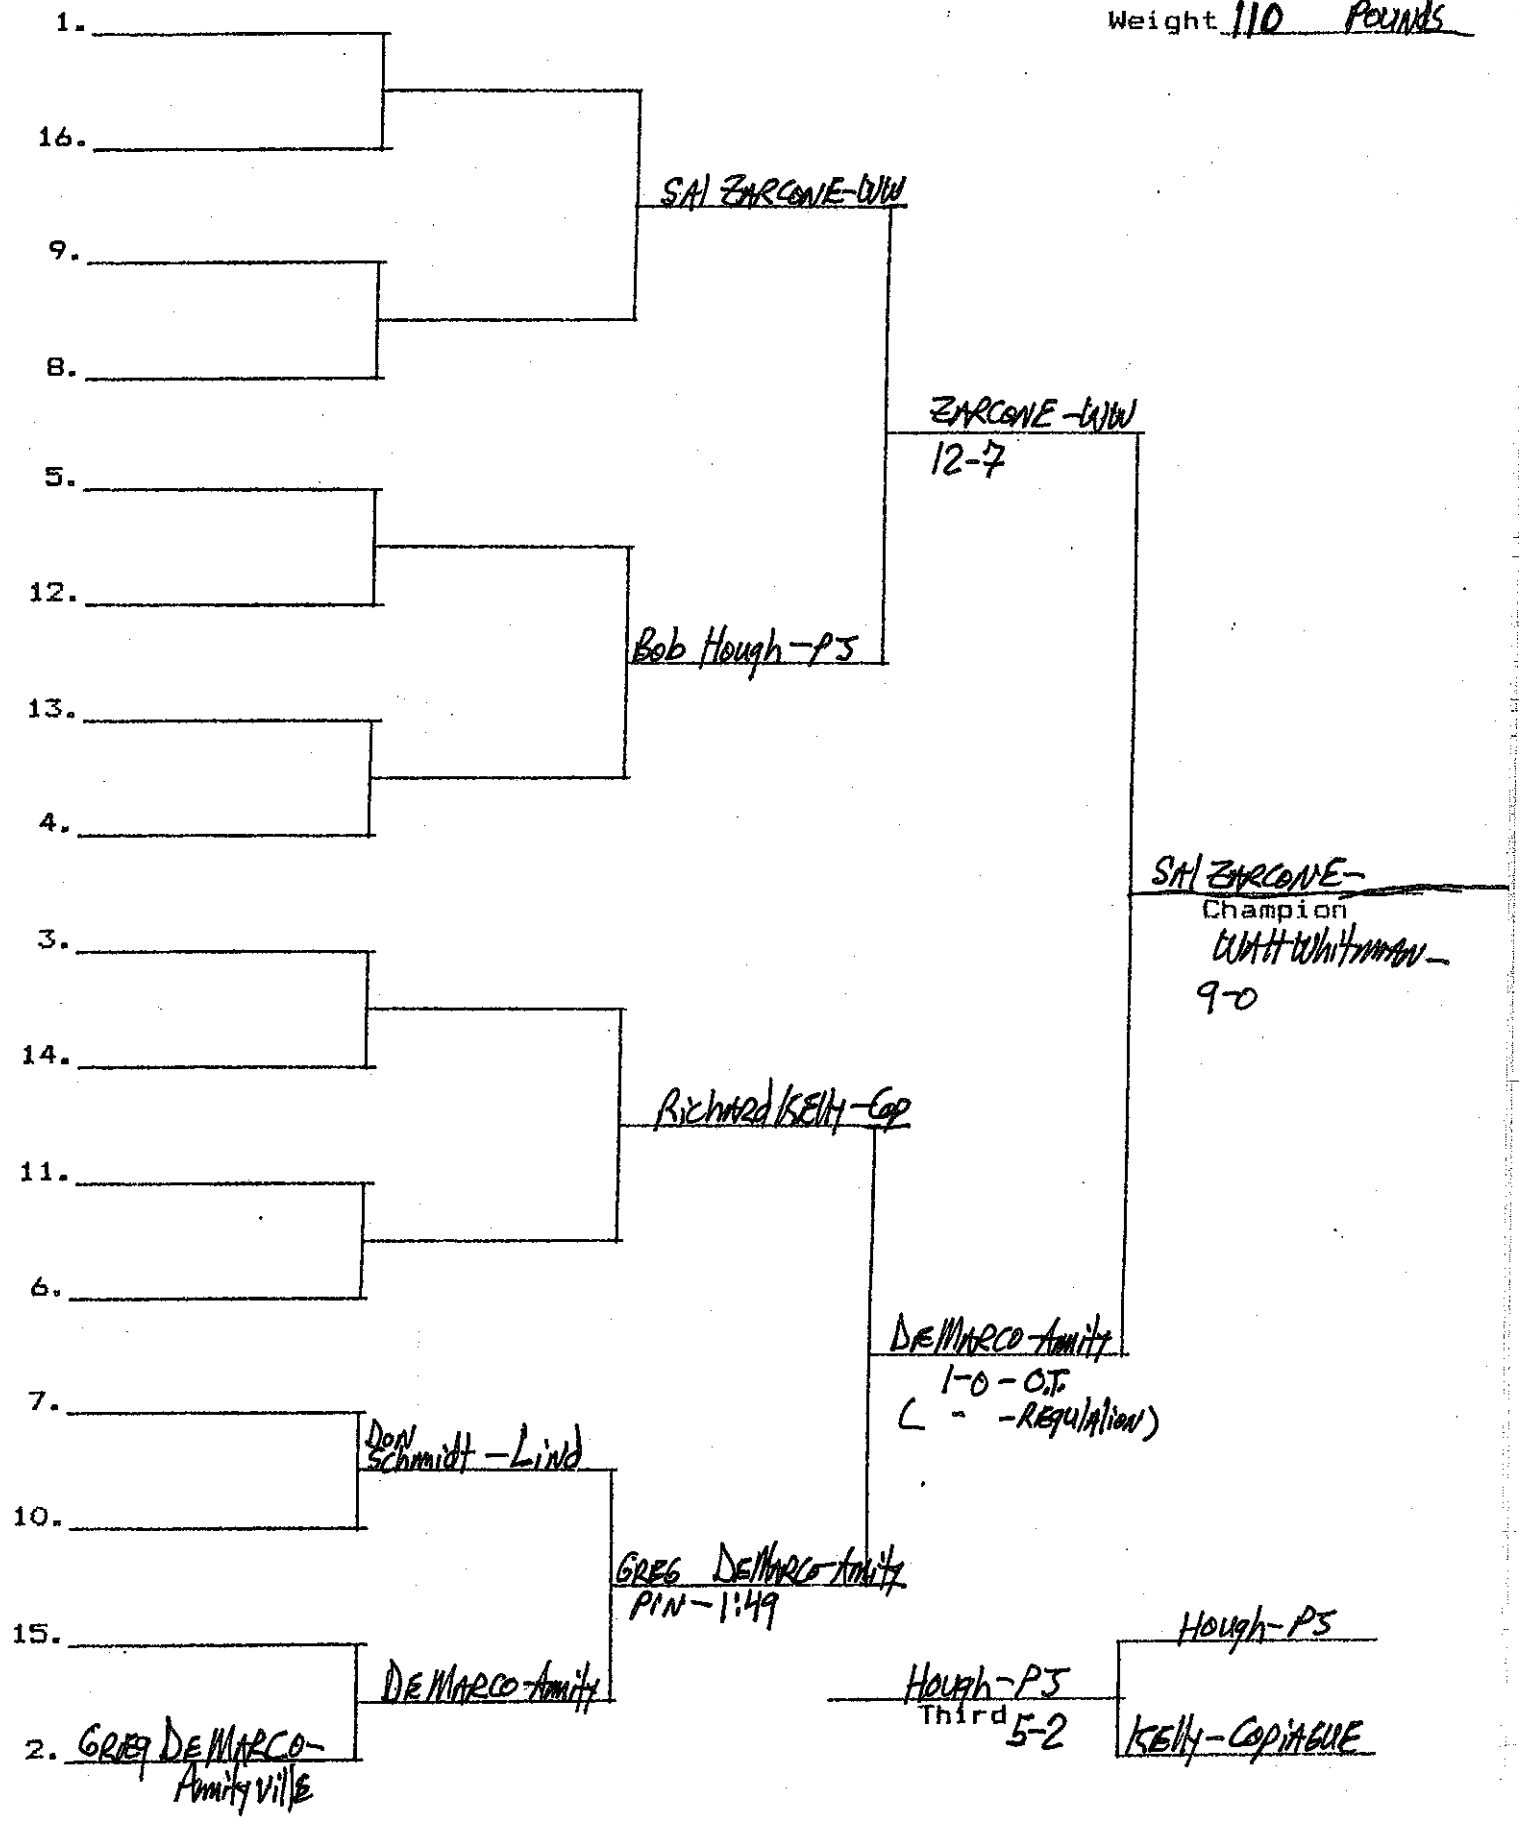 Weight 110 POUNDS
1.
16.
SAl ZARCONE-WW
9.
8.
ZARCONE-WW
12-7
5.
12.
Bob Hough-PJ
13.
4.
SAl ZARCONE-
Champion
WAlt Whitman-
9-0
3.
14.
Richard KElly-Cop
11.
6.
DEMARCO-Amity
1-0-O.T.
( - -REgulAtion)
7.
Don
Schmidt-Lind
10.
GREG DEMARCO-Amity
PIN-1:49
15.
Hough-PJ
DEMARCO-Amity
Hough-PJ
Third 5-2
2. GREg DEMARCO-
Amityville
KElly-CopiAGUE